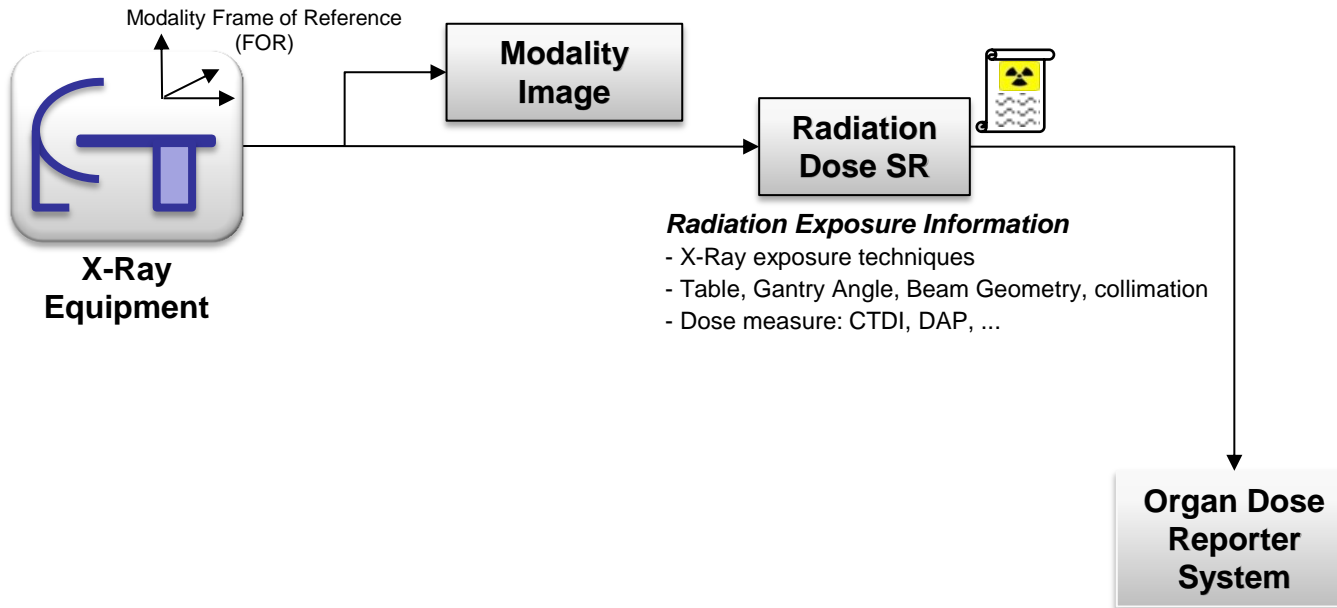 Modality Frame of Reference
(FOR)
Modality
Image
Radiation
Dose SR
X-Ray
Equipment
Radiation Exposure Information
- X-Ray exposure techniques
- Table, Gantry Angle, Beam Geometry, collimation
- Dose measure: CTDI, DAP, ...
Organ Dose
Reporter
System